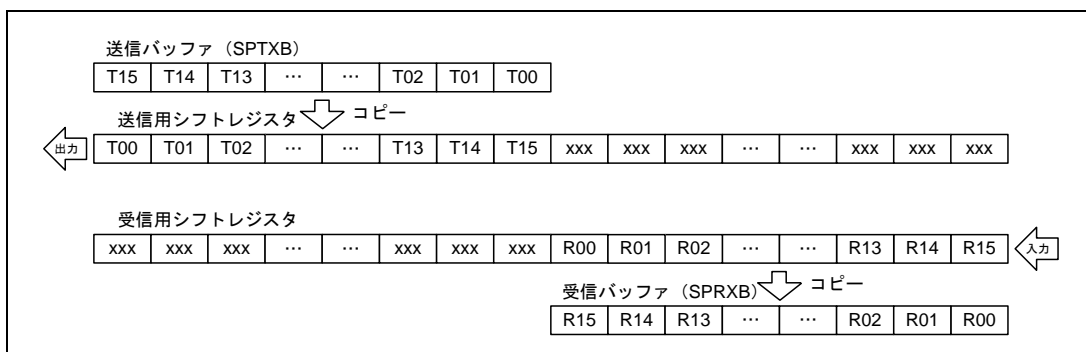 送信バッファ（SPTXB）
T15 T14 T13 … … T02 T01 T00
コピー
送信用シフトレジスタ
出力 T00 T01 T02 … … T13 T14 T15 xxx xxx xxx … … xxx xxx xxx
受信用シフトレジスタ
xxx xxx xxx … … xxx xxx xxx R00 R01 R02 … … R13 R14 R15 入力
コピー
受信バッファ（SPRXB）
R15 R14 R13 … … R02 R01 R00